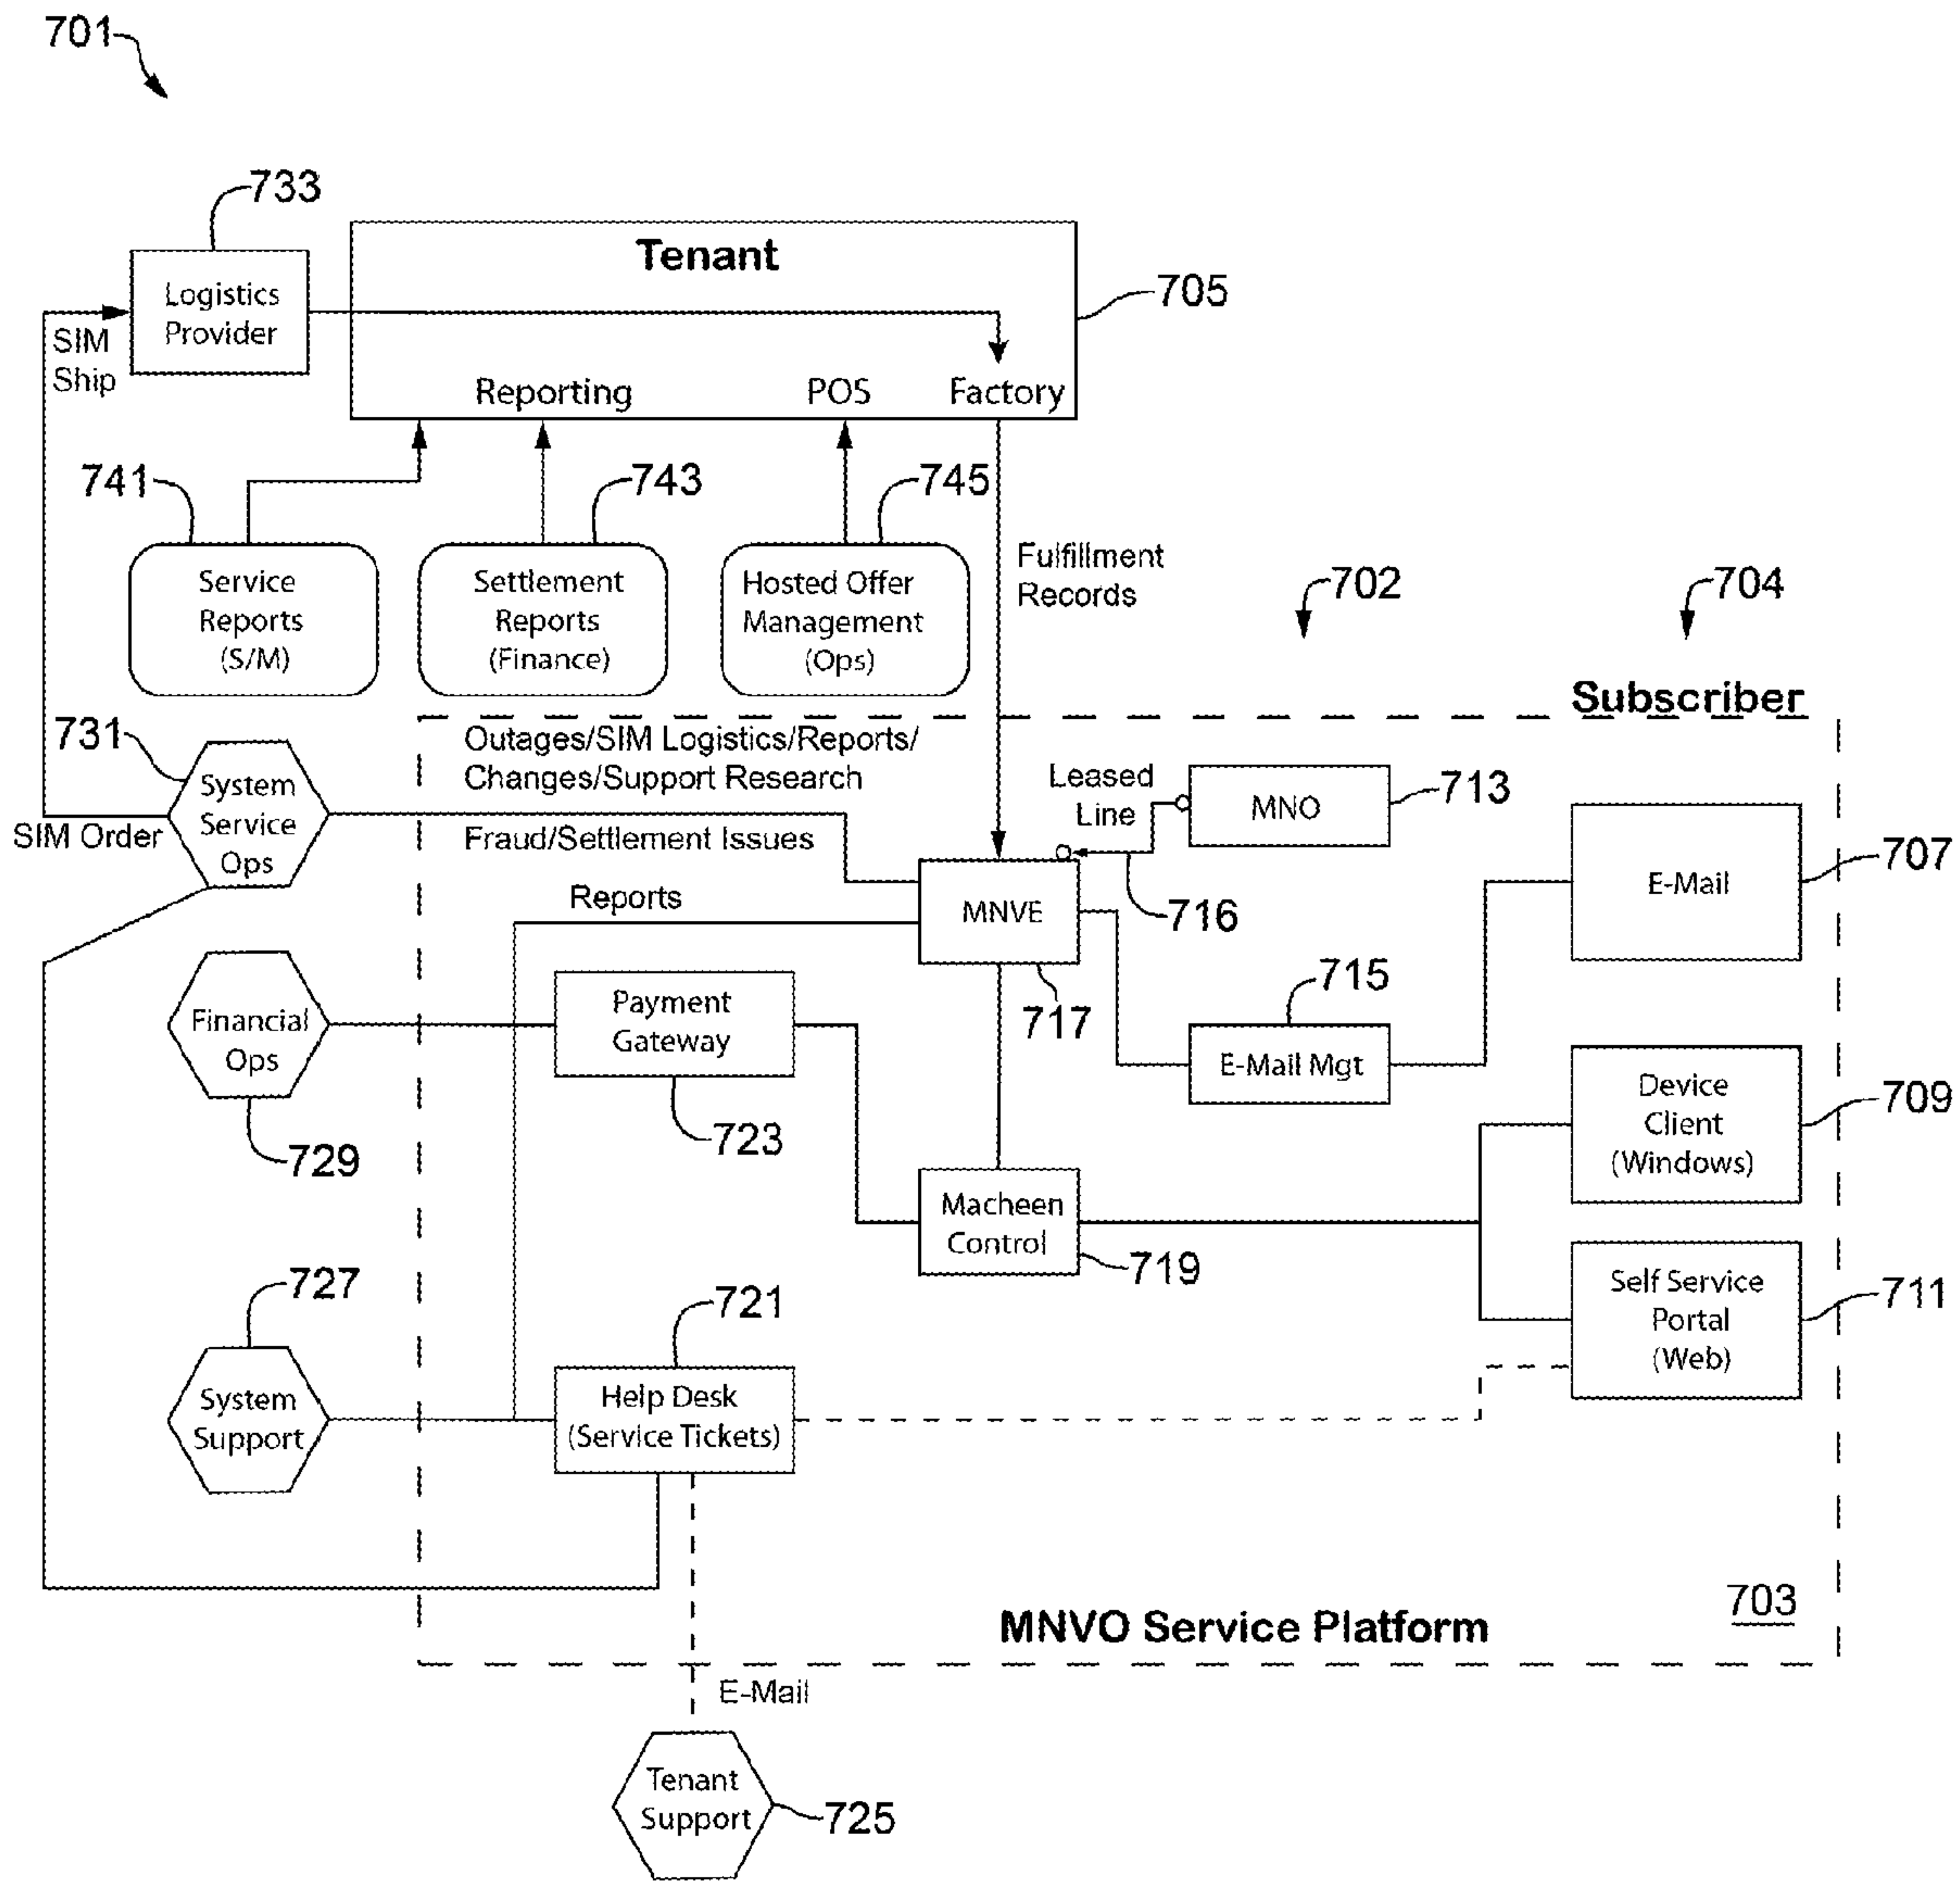 701
733
Tenant
705
Logistics
Provider
SIM
Ship
Reporting
POS
Factory
741
743
745
Service
Reports
(S/M)
Settlement
Reports
(Finance)
Hosted Offer
Management
(Ops)
Fulfillment
Records
702
704
Subscriber
731
System
Service
Ops
SIM Order
Outages/SIM Logistics/Reports/
Changes/Support Research
Fraud/Settlement Issues
Leased
Line
MNO
713
716
E-Mail
707
Reports
MNVE
717
715
E-Mail Mgt
Financial
Ops
729
Payment
Gateway
723
Device
Client
(Windows)
709
Macheen
Control
719
Self Service
Portal
(Web)
711
727
System
Support
721
Help Desk
(Service Tickets)
703
MNVO Service Platform
E-Mail
Tenant
Support
725